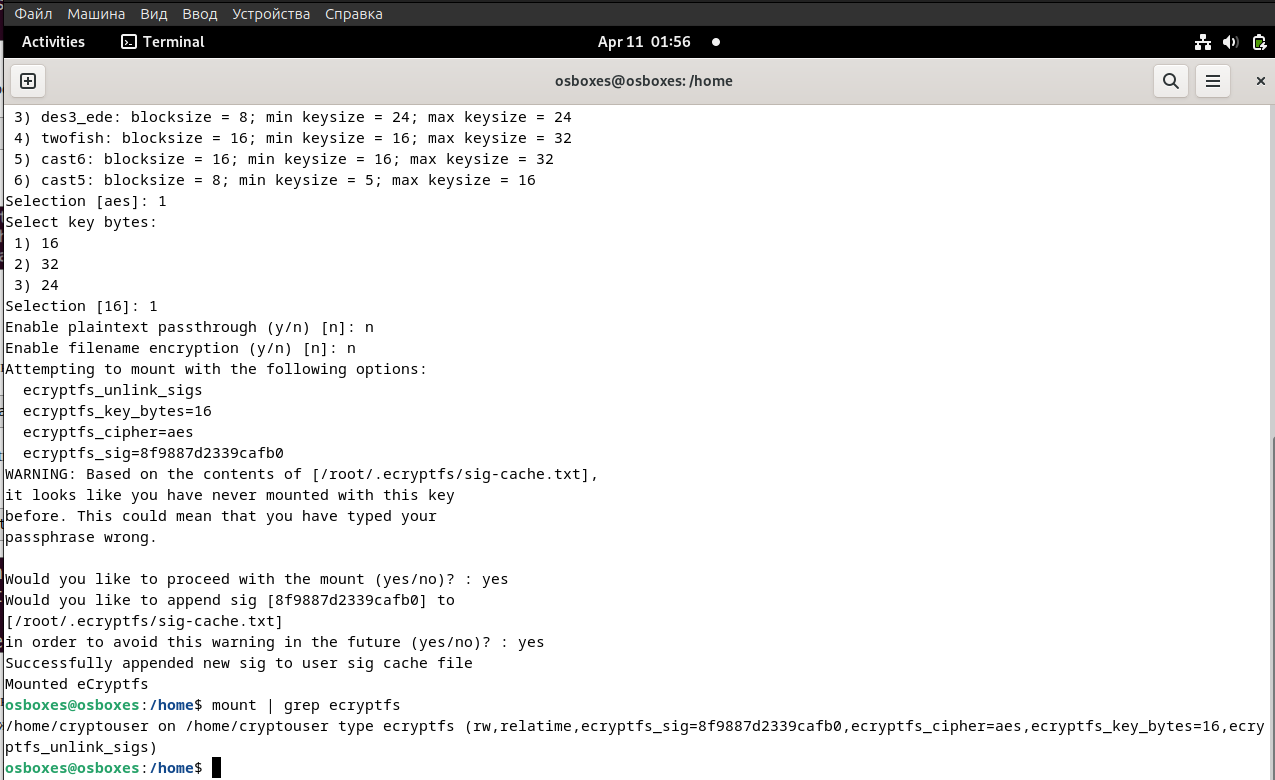 Файл Машина Вид Ввод Устройства Справка
Activities Terminal Apr 11 01:56
osboxes@osboxes: /home
3) des3_ede: blocksize = 8; min keysize = 24; max keysize = 24
4) twofish: blocksize = 16; min keysize = 16; max keysize = 32
5) cast6: blocksize = 16; min keysize = 16; max keysize = 32
6) cast5: blocksize = 8; min keysize = 5; max keysize = 16
Selection [aes]: 1
Select key bytes:
1) 16
2) 32
3) 24
Selection [16]: 1
Enable plaintext passthrough (y/n) [n]: n
Enable filename encryption (y/n) [n]: n
Attempting to mount with the following options:
ecryptfs_unlink_sigs
ecryptfs_key_bytes=16
ecryptfs_cipher=aes
ecryptfs_sig=8f9887d2339cafb0
WARNING: Based on the contents of [/root/.ecryptfs/sig-cache.txt],
it looks like you have never mounted with this key
before. This could mean that you have typed your
passphrase wrong.
Would you like to proceed with the mount (yes/no)? : yes
Would you like to append sig [8f9887d2339cafb0] to
[/root/.ecryptfs/sig-cache.txt]
in order to avoid this warning in the future (yes/no)? : yes
Successfully appended new sig to user sig cache file
Mounted eCryptfs
osboxes@osboxes:/home$ mount | grep ecryptfs
/home/cryptouser on /home/cryptouser type ecryptfs (rw,relatime,ecryptfs_sig=8f9887d2339cafb0,ecryptfs_cipher=aes,ecryptfs_key_bytes=16,ecry
ptfs_unlink_sigs)
osboxes@osboxes:/home$